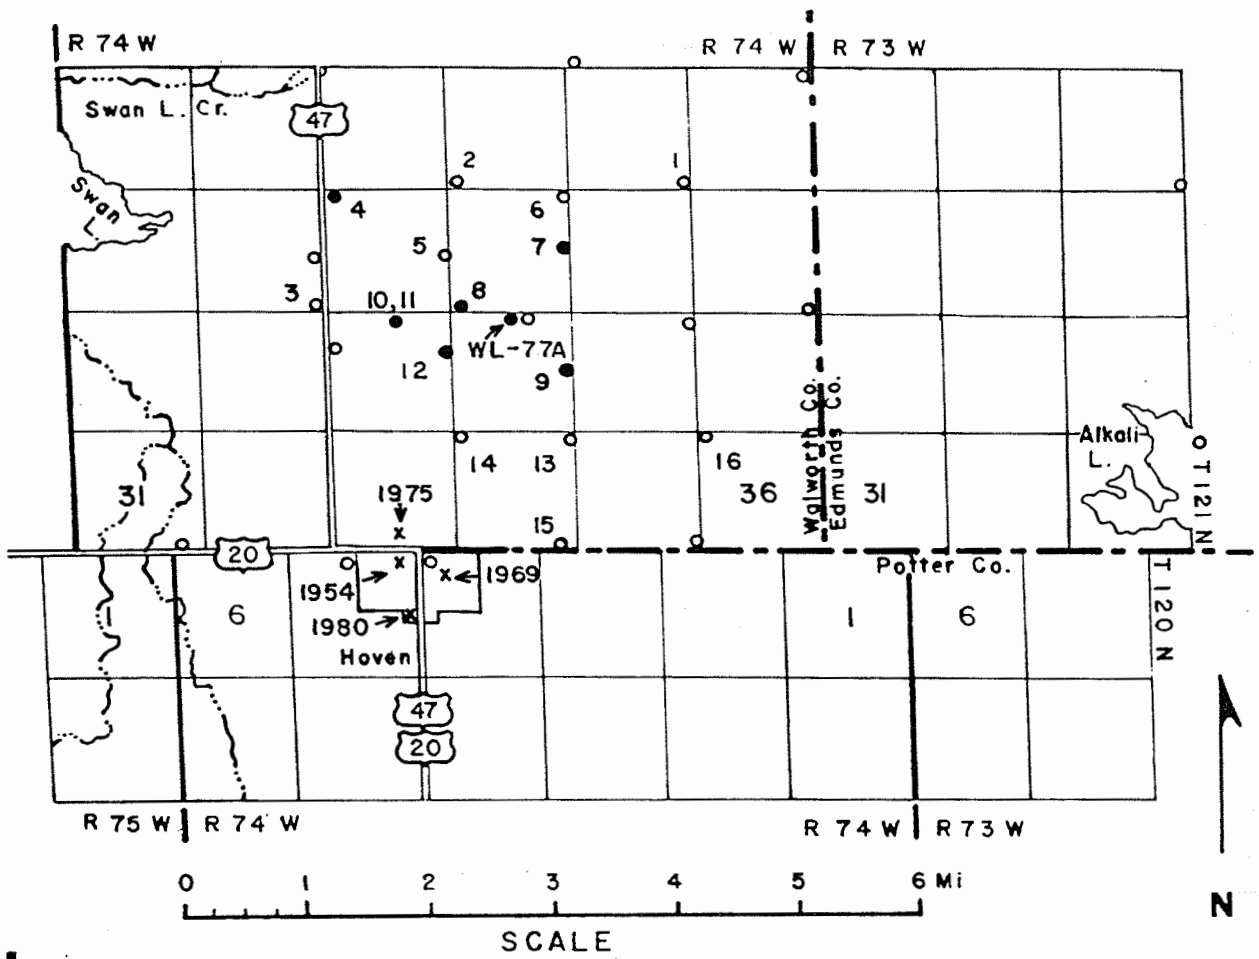 R 74 W
R 74 W R 73 W
Swan L. Cr.
47
2
1
Swan
L.
4
6
5
7
3
10,11
8
WL-77A
12
9
Walworth Co.
Edmunds Co.
Alkali
L.
14
13
16
36
31
31
1975
T 121 N
15
20
Potter Co.
1954
1969
T 120 N
1
6
1
6
1980
Hoven
47
20
R 75 W R 74 W
R 74 W R 73 W
0 1 2 3 4 5 6 Mi
SCALE
N